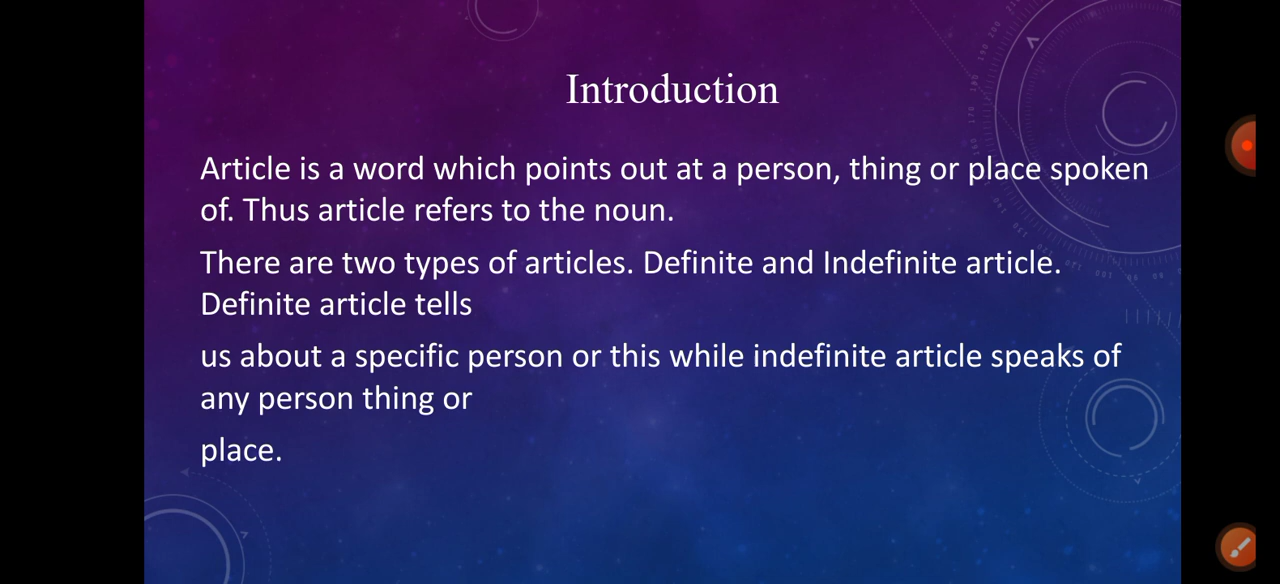 Introduction
Article is a word which points out at a person, thing or place spoken
of. Thus article refers to the noun.
There are two types of articles. Definite and Indefinite article.
Definite article tells
us about a specific person or this while indefinite article speaks of
any person thing or
place.